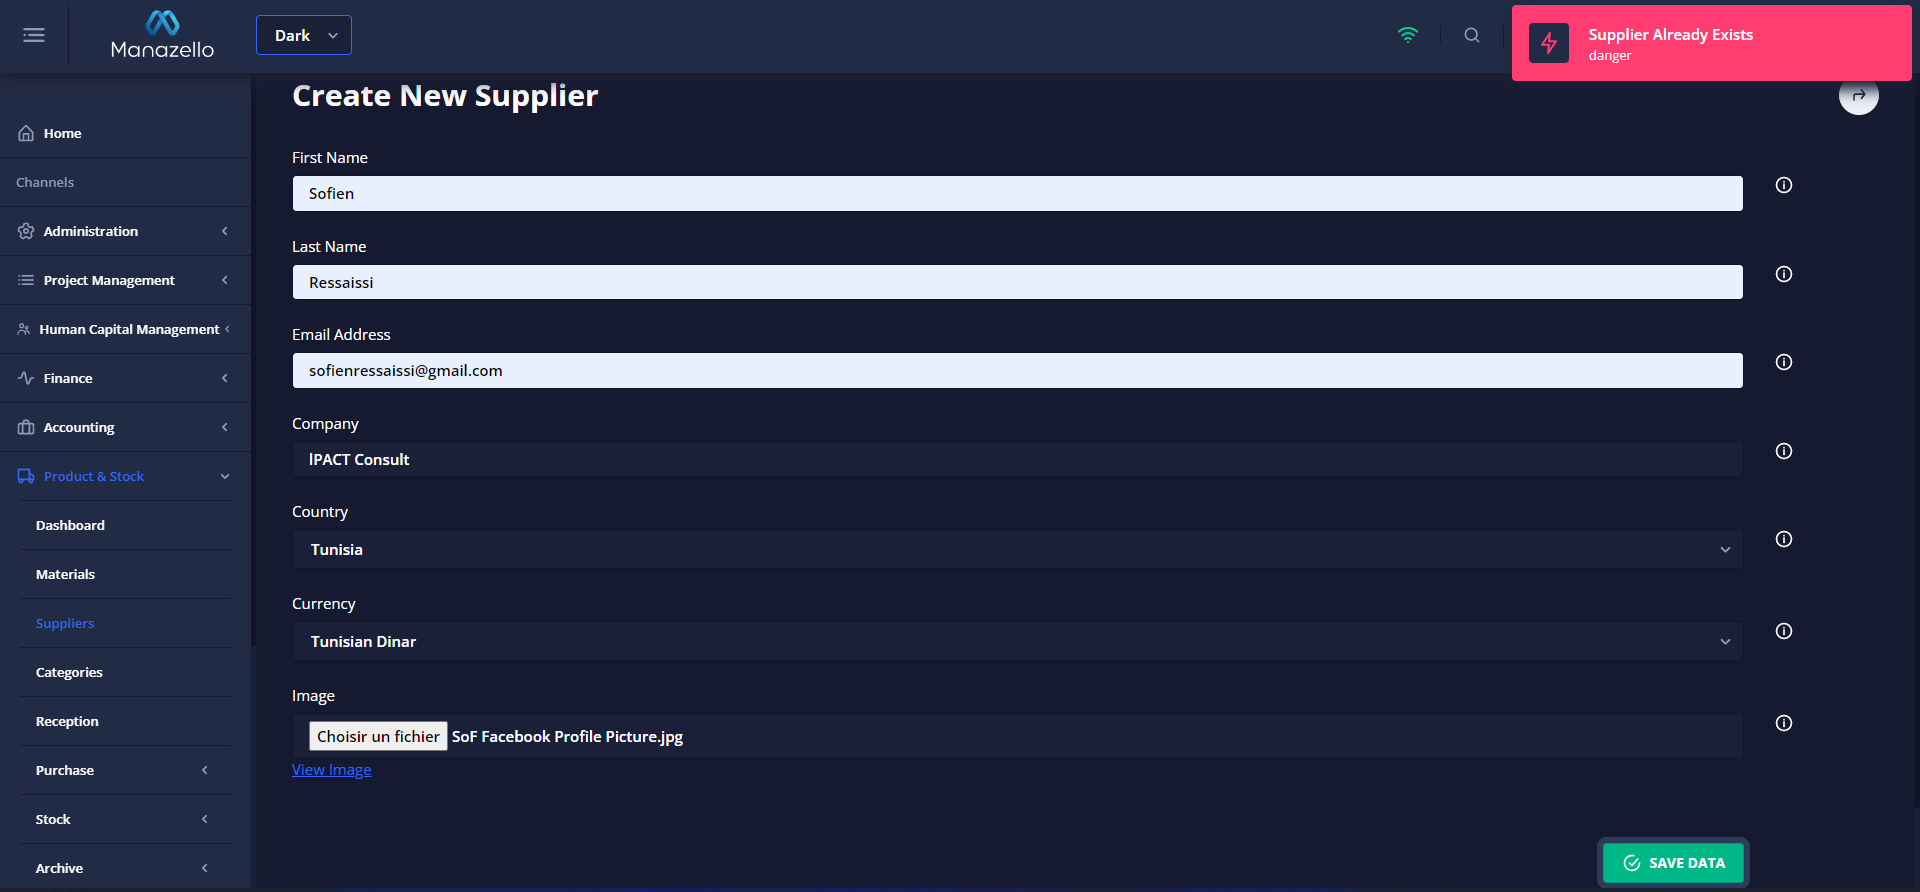 Manazello
Dark
Supplier Already Exists
danger
Create New Supplier
Home
Channels
Administration
Project Management
Human Capital Management
Finance
Accounting
Product & Stock
Dashboard
Materials
Suppliers
Categories
Reception
Purchase
Stock
Archive
First Name
Sofien
Last Name
Ressaissi
Email Address
sofienressaissi@gmail.com
Company
IPACT Consult
Country
Tunisia
Currency
Tunisian Dinar
Image
Choisir un fichier SoF Facebook Profile Picture.jpg
View Image
SAVE DATA